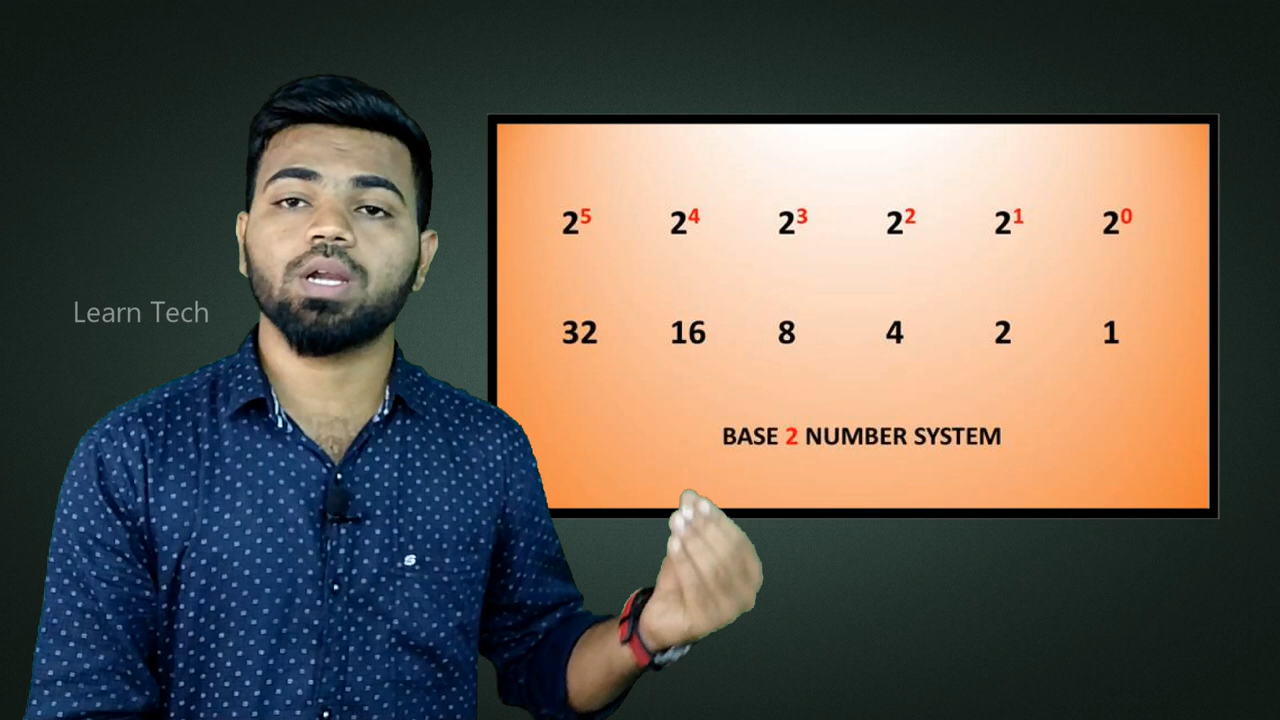 Learn Tech
2⁵ 2⁴ 2³ 2² 2¹ 2⁰
32 16 8 4 2 1
BASE 2 NUMBER SYSTEM